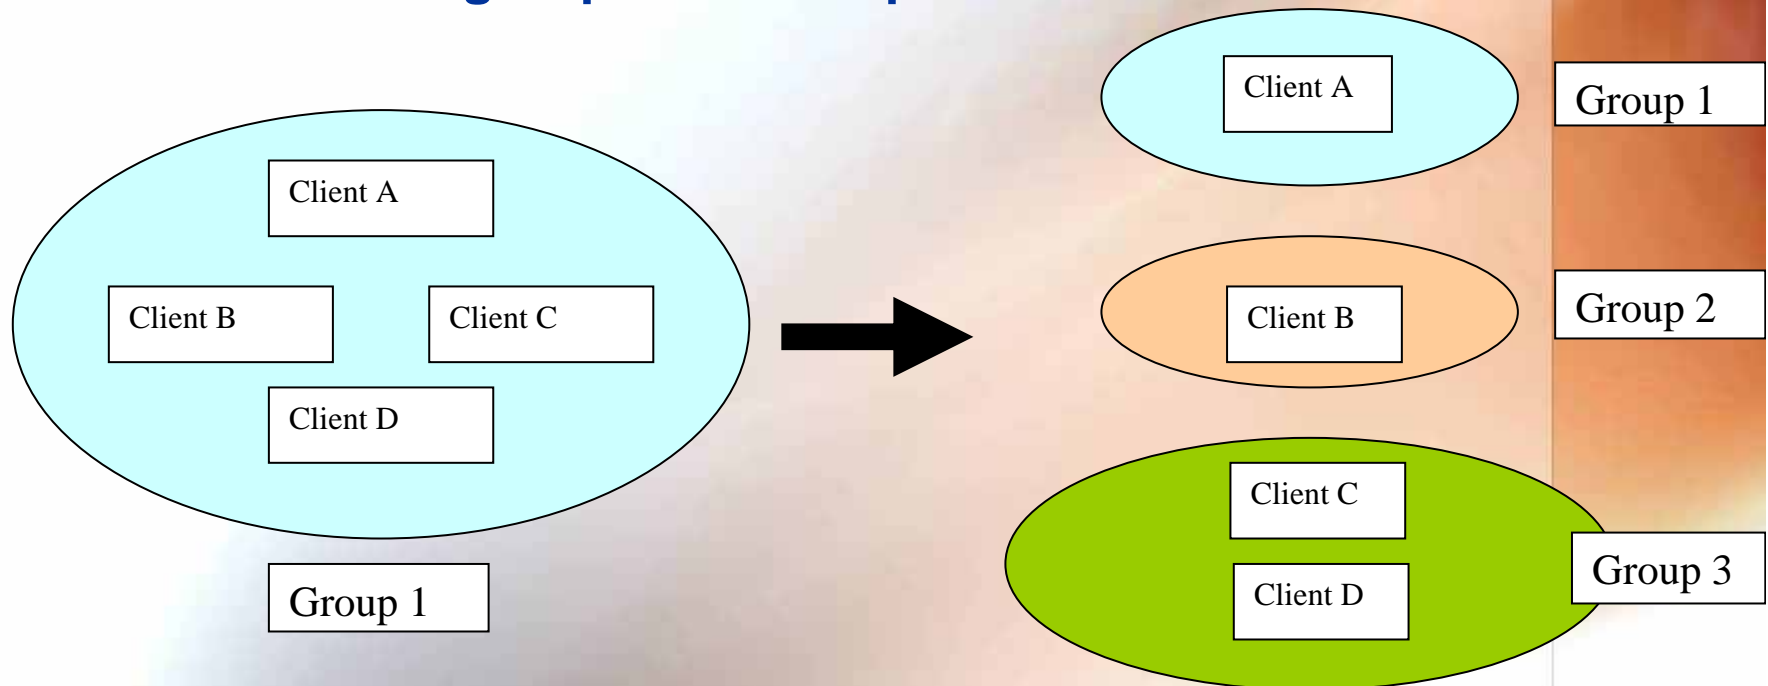 Client A
Client B
Client C
Client D
Group 1
Client A
Group 1
Client B
Group 2
Client C
Client D
Group 3